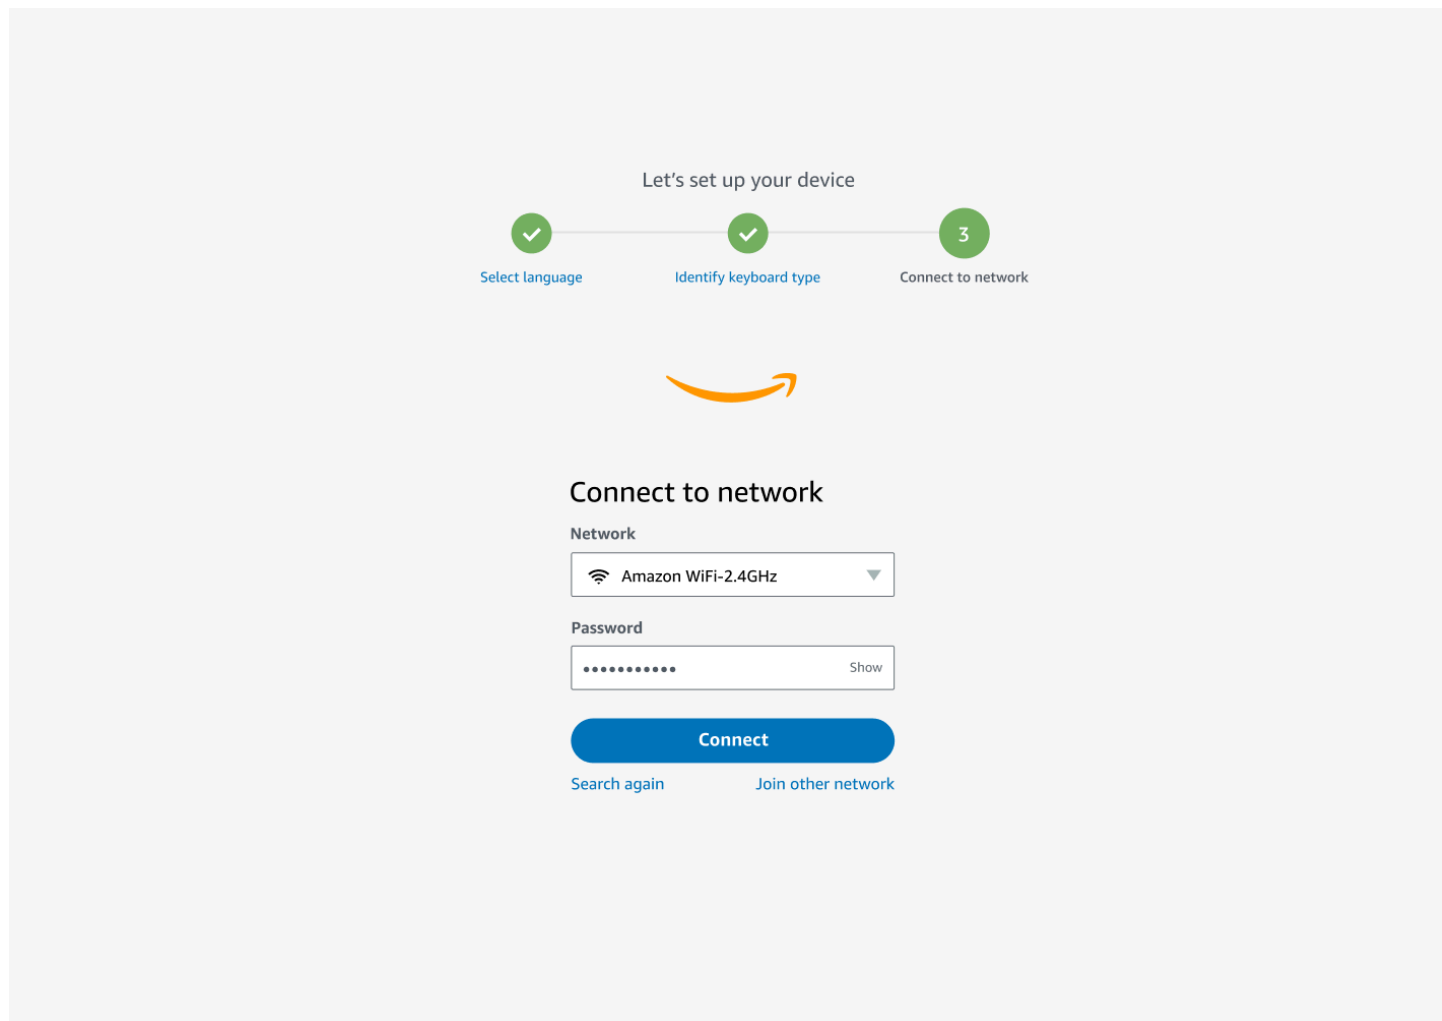 Let's set up your device
3
Select language
Identify keyboard type
Connect to network
Connect to network
Network
Amazon WiFi-2.4GHz
Password
•••••••••••
Show
Connect
Search again
Join other network